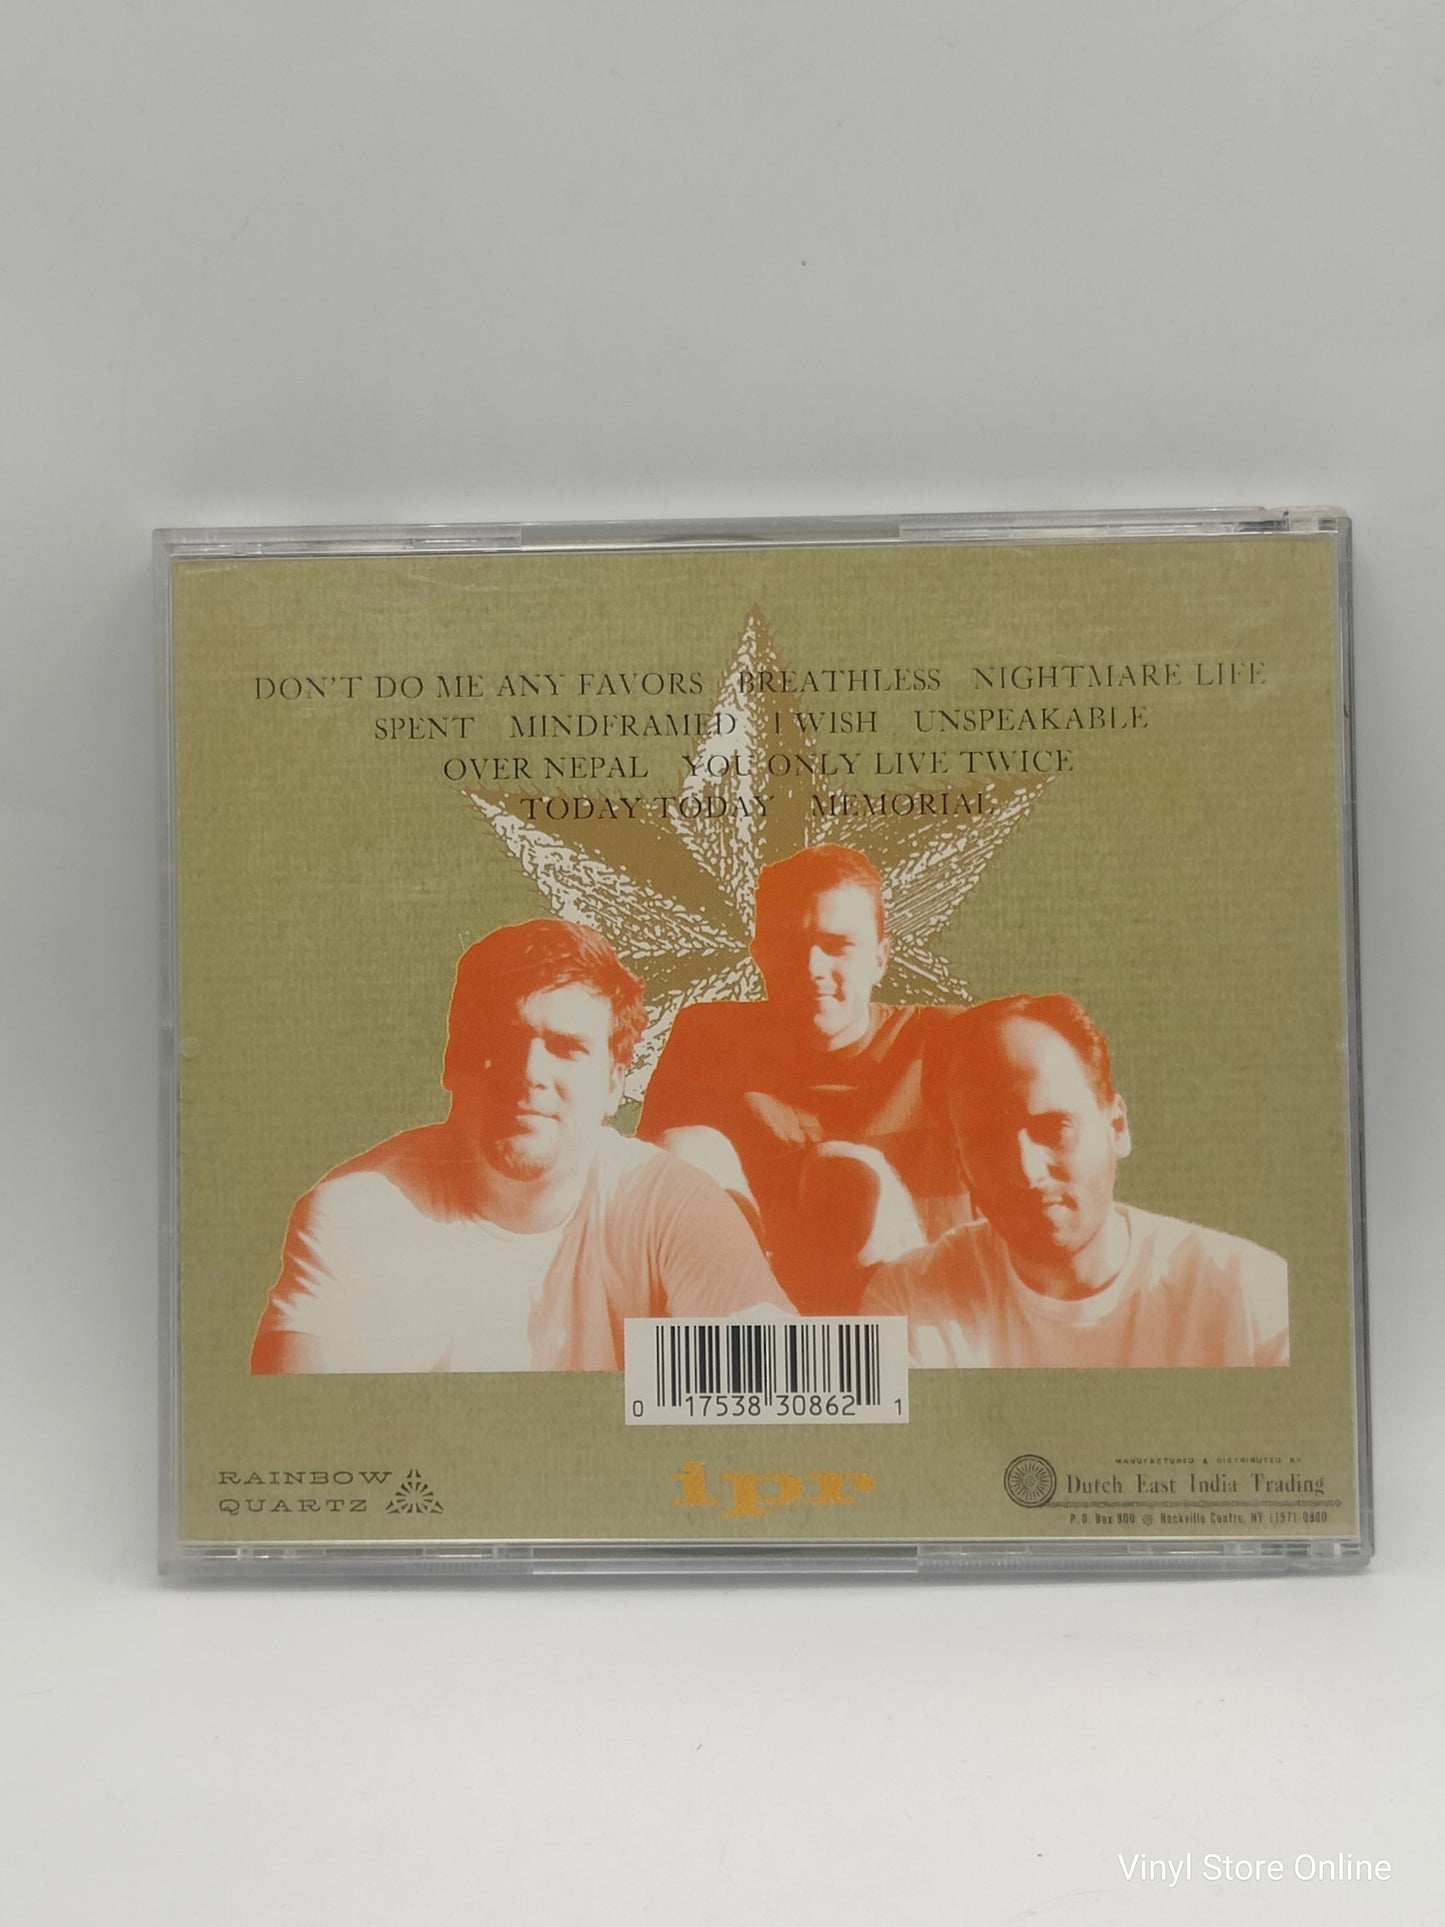 DON'T DO ME ANY FAVORS BREATHLESS NIGHTMARE LIFE
SPENT MINDFRAMED I WISH UNSPEAKABLE
OVER NEPAL YOU ONLY LIVE TWICE
TODAY TODAY MEMORIAL
0 17538 30862 1
RAINBOW
QUARTZ
ipr
MANUFACTURED & DISTRIBUTED BY
Dutch East India Trading
P.O. Box 800 Rockville Centre, NY 11571-0800
Vinyl Store Online